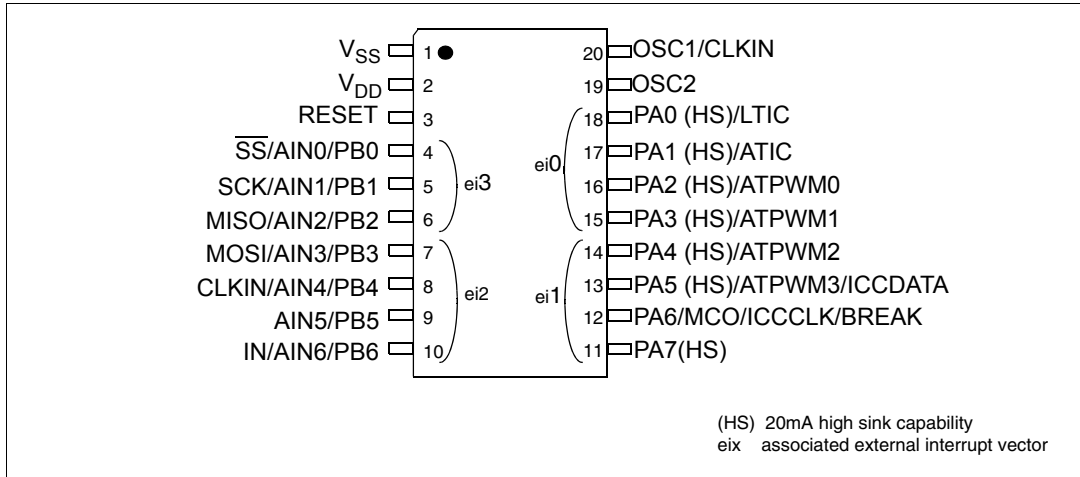 V_SS 1 20 OSC1/CLKIN
V_DD 2 19 OSC2
RESET 3 18 PA0 (HS)/LTIC
S̅S̅/AIN0/PB0 4 17 PA1 (HS)/ATIC
SCK/AIN1/PB1 5 ei3 ei0 16 PA2 (HS)/ATPWM0
MISO/AIN2/PB2 6 15 PA3 (HS)/ATPWM1
MOSI/AIN3/PB3 7 14 PA4 (HS)/ATPWM2
CLKIN/AIN4/PB4 8 ei2 ei1 13 PA5 (HS)/ATPWM3/ICCDATA
AIN5/PB5 9 12 PA6/MCO/ICCCLK/BREAK
IN/AIN6/PB6 10 11 PA7(HS)
(HS) 20mA high sink capability
eix associated external interrupt vector